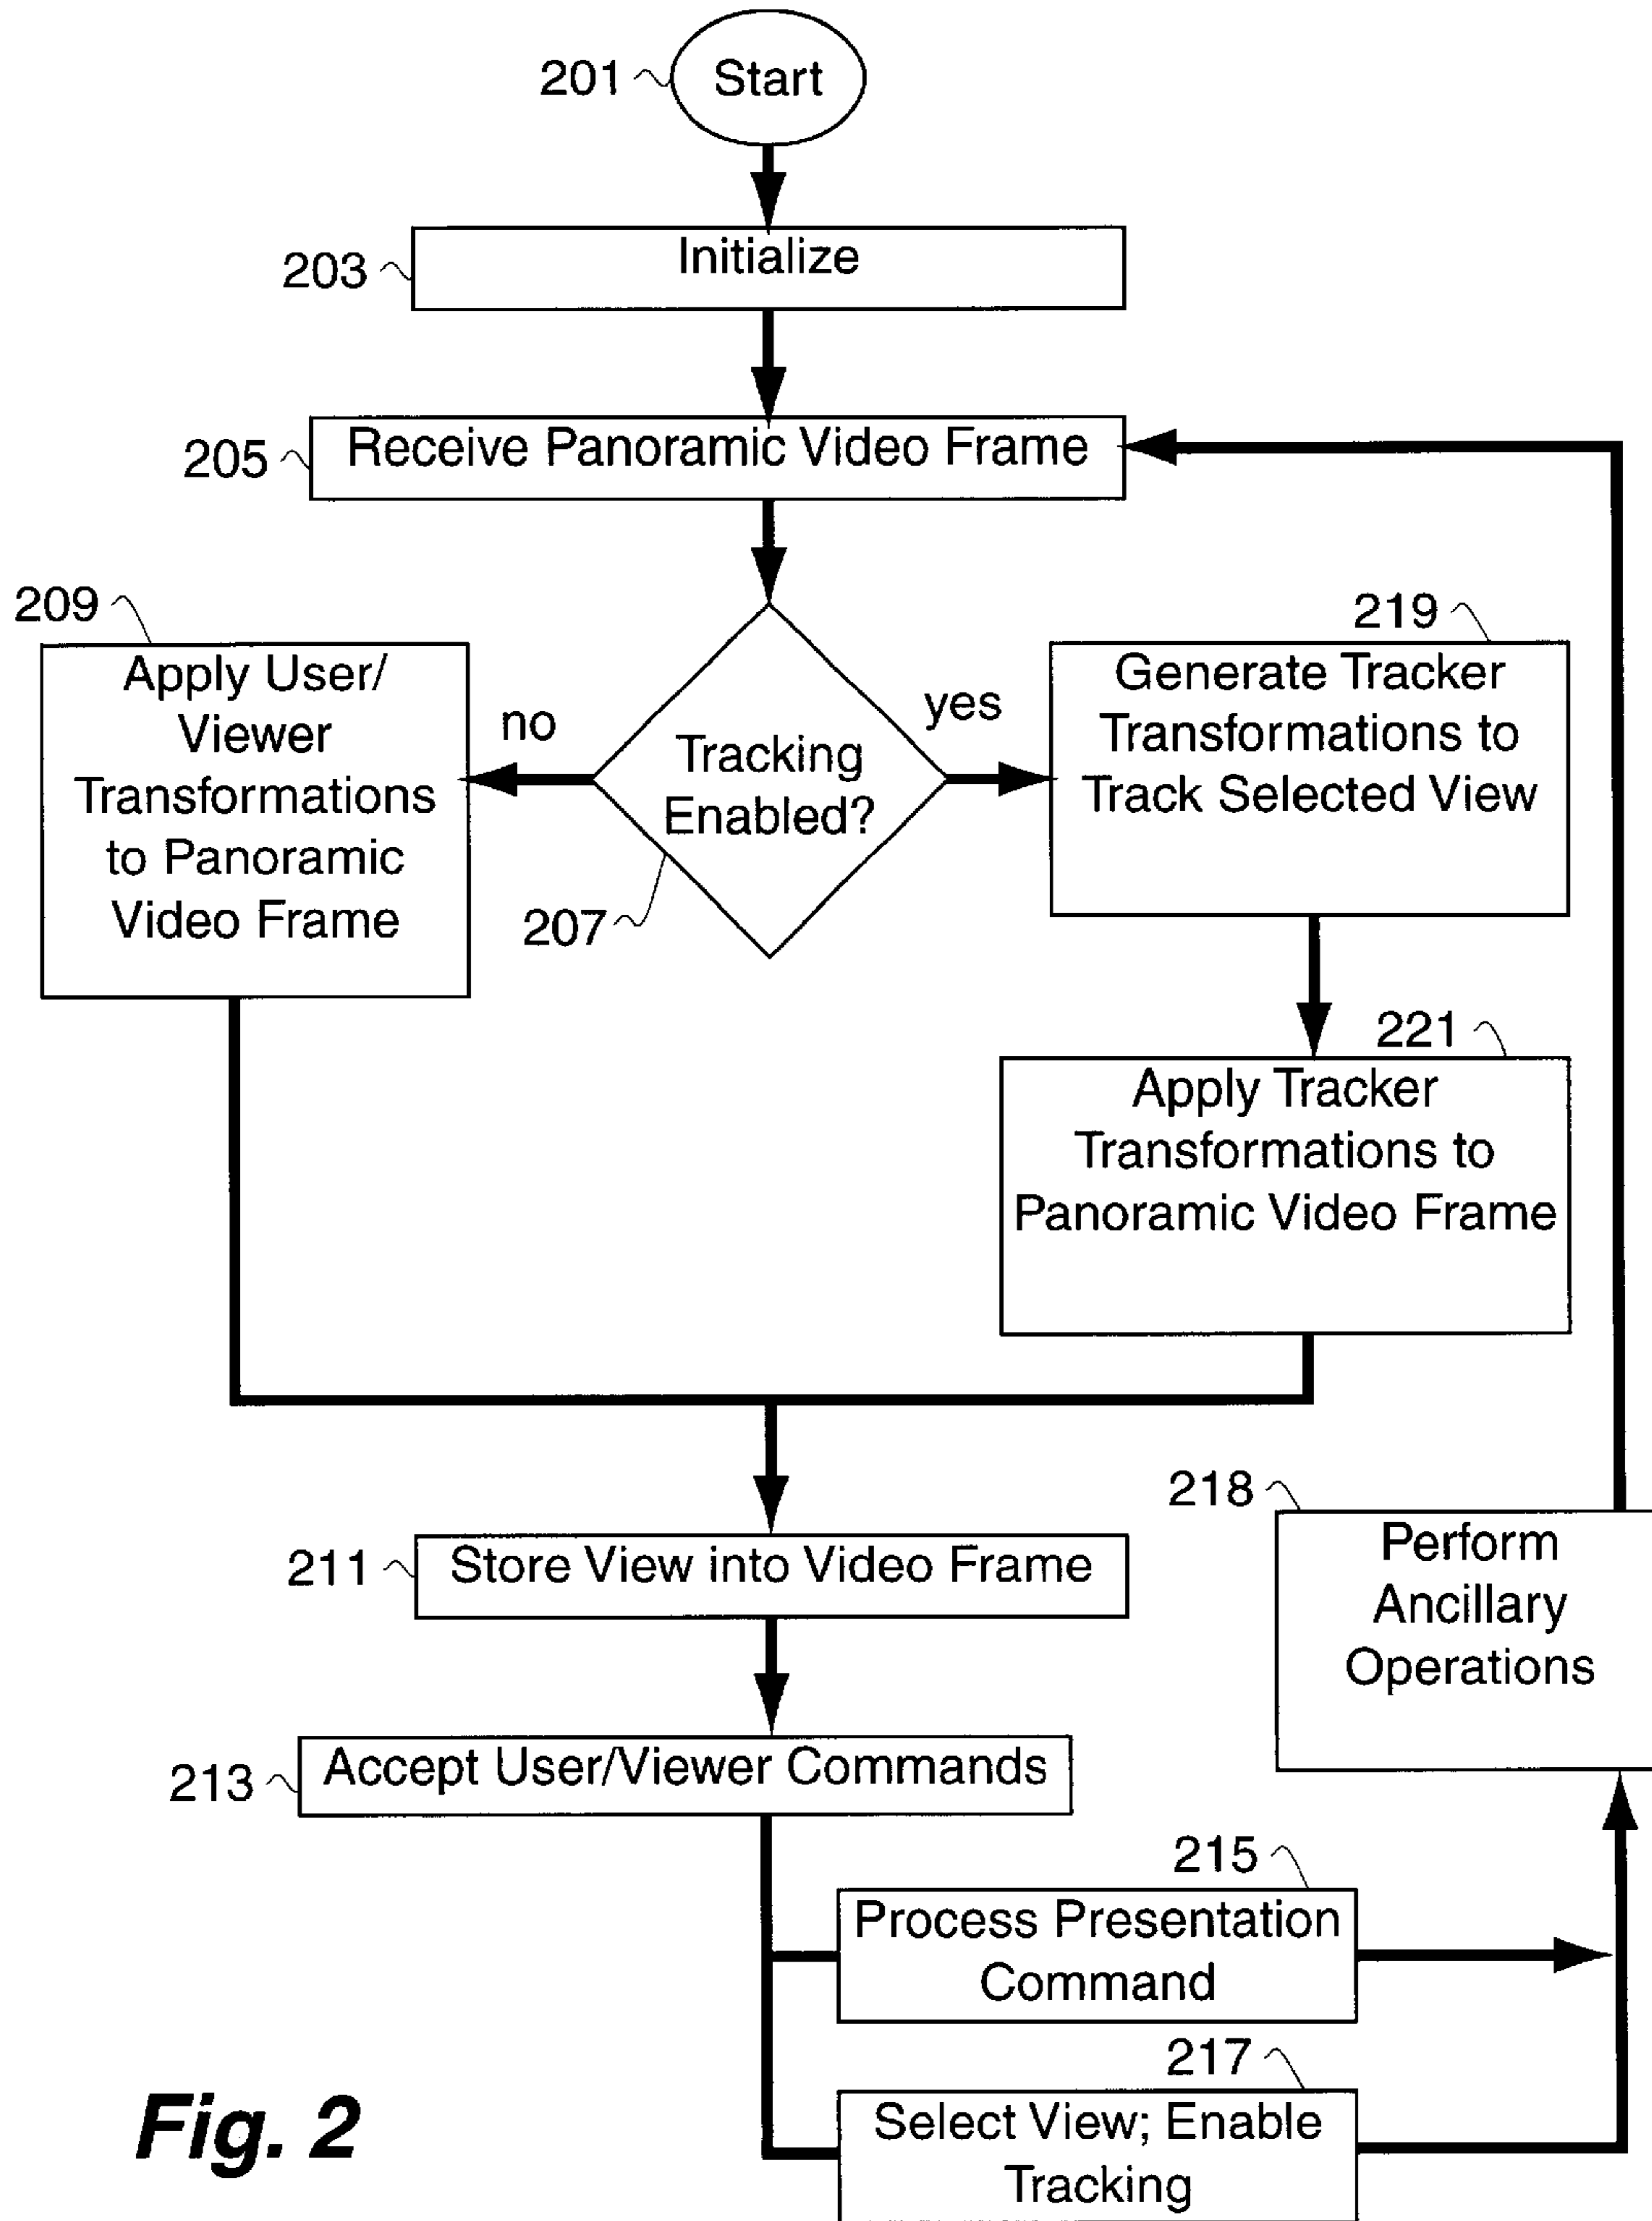 201
Start
203
Initialize
205
Receive Panoramic Video Frame
209
Apply User/
Viewer
Transformations
to Panoramic
Video Frame
no
Tracking
Enabled?
207
yes
219
Generate Tracker
Transformations to
Track Selected View
221
Apply Tracker
Transformations to
Panoramic Video Frame
211
Store View into Video Frame
218
Perform
Ancillary
Operations
213
Accept User/Viewer Commands
215
Process Presentation
Command
217
Select View; Enable
Tracking
Fig. 2